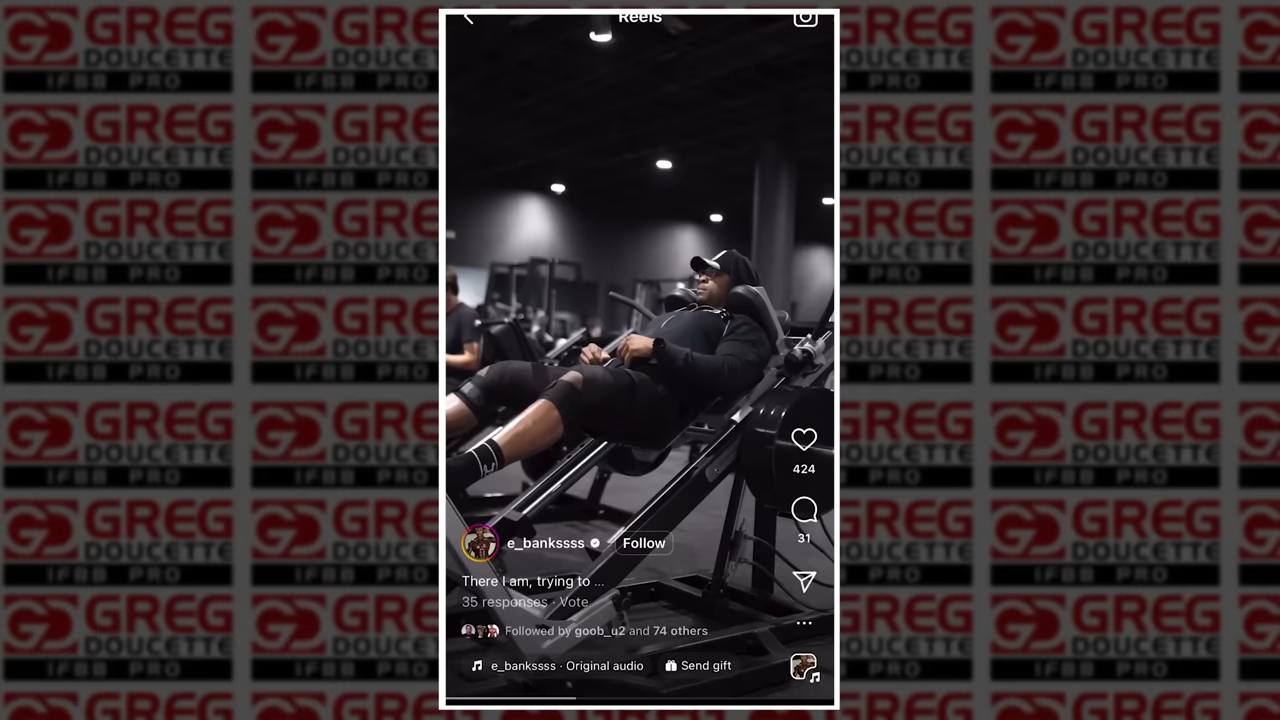 Reels
GREG
DOUCETTE
IFBB PRO
424
31
e_bankssss
Follow
There I am, trying to ...
35 responses · Vote
Followed by goob_u2 and 74 others
e_bankssss · Original audio
Send gift